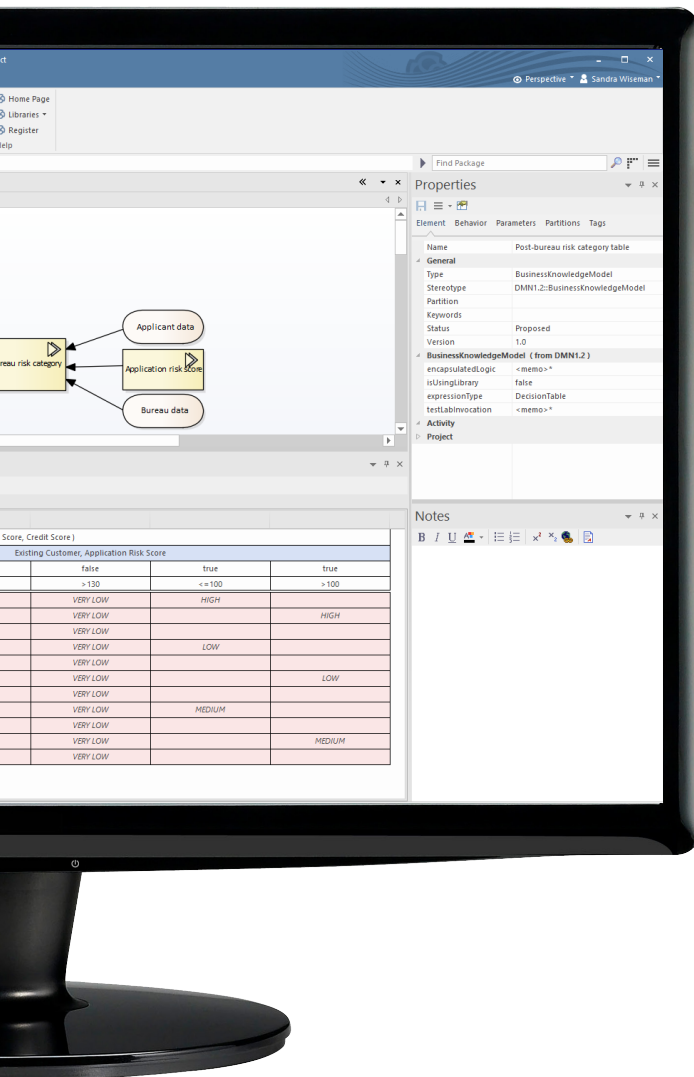 ct
Perspective
Sandra Wiseman
Home Page
Libraries
Register
Help
Find Package
Properties
Element Behavior Parameters Partitions Tags
Name Post-bureau risk category table
General
Type BusinessKnowledgeModel
Stereotype DMN1.2::BusinessKnowledgeModel
Partition
Keywords
Status Proposed
Version 1.0
BusinessKnowledgeModel ( from DMN1.2 )
encapsulatedLogic <memo>*
isUsingLibrary false
expressionType DecisionTable
testLabInvocation <memo>*
Activity
Project
Applicant data
reau risk category
Application risk score
Bureau data
Notes
B I U A x² x₂
Score, Credit Score )
Existing Customer, Application Risk Score
false true true
>130 <=100 >100
VERY LOW HIGH
VERY LOW HIGH
VERY LOW
VERY LOW LOW
VERY LOW
VERY LOW LOW
VERY LOW
VERY LOW MEDIUM
VERY LOW
VERY LOW MEDIUM
VERY LOW